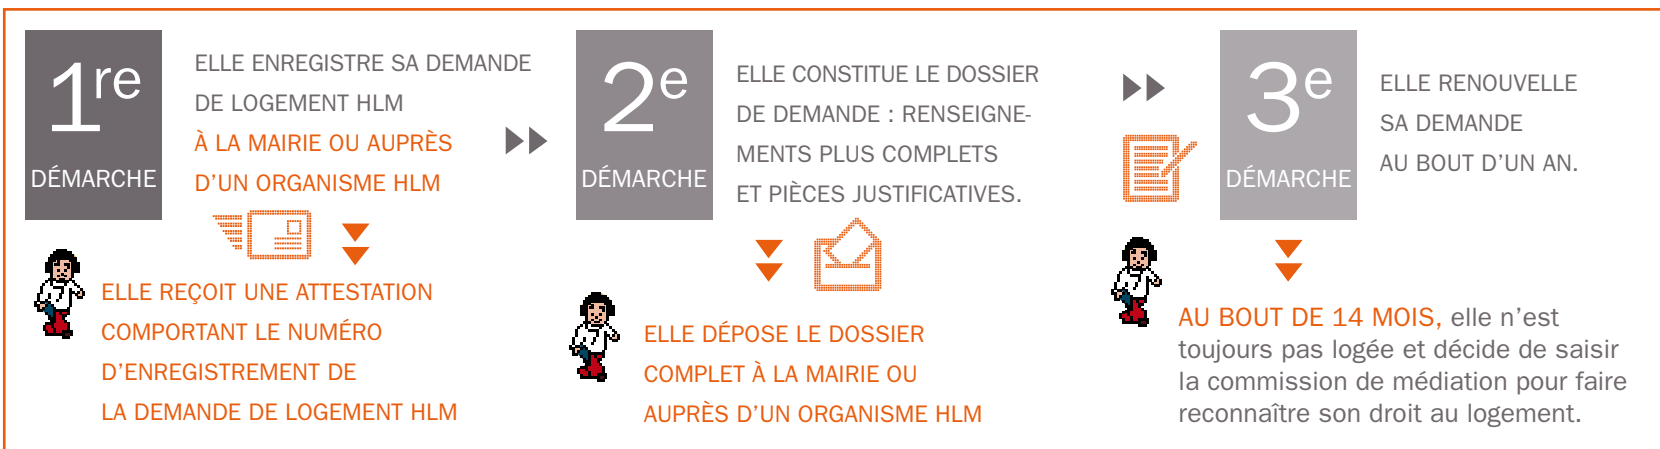 1re
DÉMARCHE
ELLE ENREGISTRE SA DEMANDE
DE LOGEMENT HLM
À LA MAIRIE OU AUPRÈS
D’UN ORGANISME HLM
ELLE REÇOIT UNE ATTESTATION
COMPORTANT LE NUMÉRO
D’ENREGISTREMENT DE
LA DEMANDE DE LOGEMENT HLM
2e
DÉMARCHE
ELLE CONSTITUE LE DOSSIER
DE DEMANDE : RENSEIGNE-
MENTS PLUS COMPLETS
ET PIÈCES JUSTIFICATIVES.
ELLE DÉPOSE LE DOSSIER
COMPLET À LA MAIRIE OU
AUPRÈS D’UN ORGANISME HLM
3e
DÉMARCHE
ELLE RENOUVELLE
SA DEMANDE
AU BOUT D’UN AN.
AU BOUT DE 14 MOIS, elle n’est
toujours pas logée et décide de saisir
la commission de médiation pour faire
reconnaître son droit au logement.